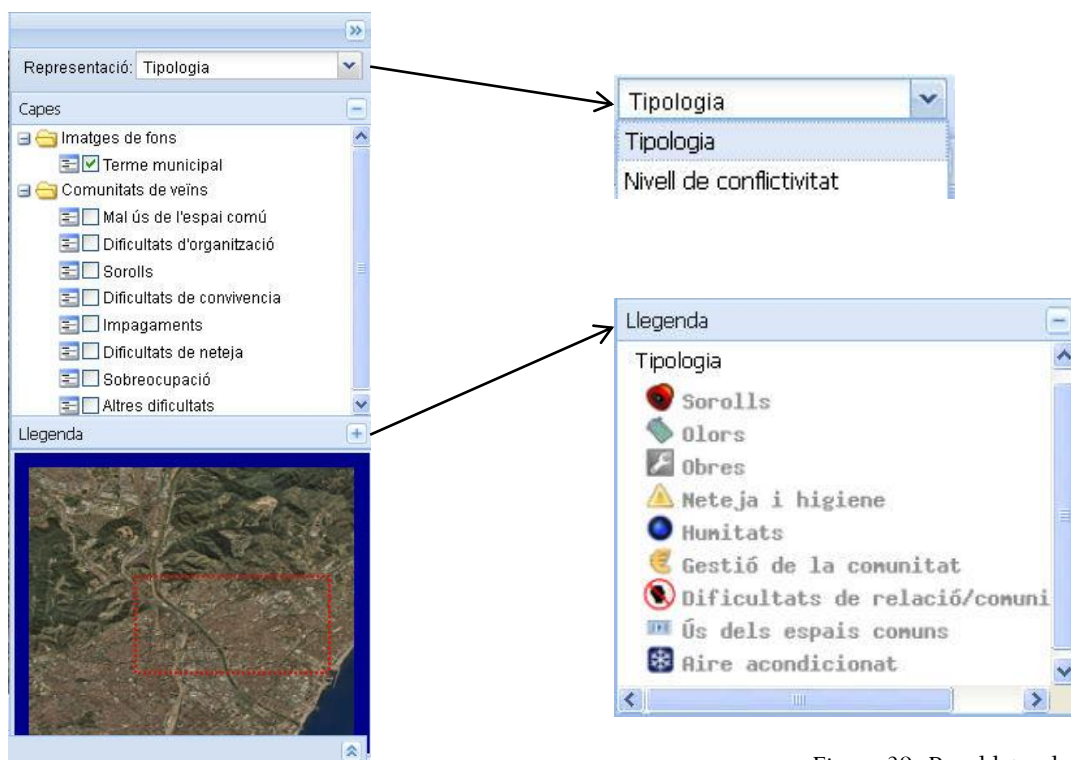 Representació: Tipologia
Capes
Imatges de fons
Terme municipal
Comunitats de veïns
Mal ús de l'espai comú
Dificultats d'organització
Sorolls
Dificultats de convivencia
Impagaments
Dificultats de neteja
Sobreocupació
Altres dificultats
Llegenda
Tipologia
Tipologia
Nivell de conflictivitat
Llegenda
Tipologia
Sorolls
Olors
Obres
Neteja i higiene
Humitats
Gestió de la comunitat
Dificultats de relació/comuni
Ús dels espais comuns
Aire acondicionat